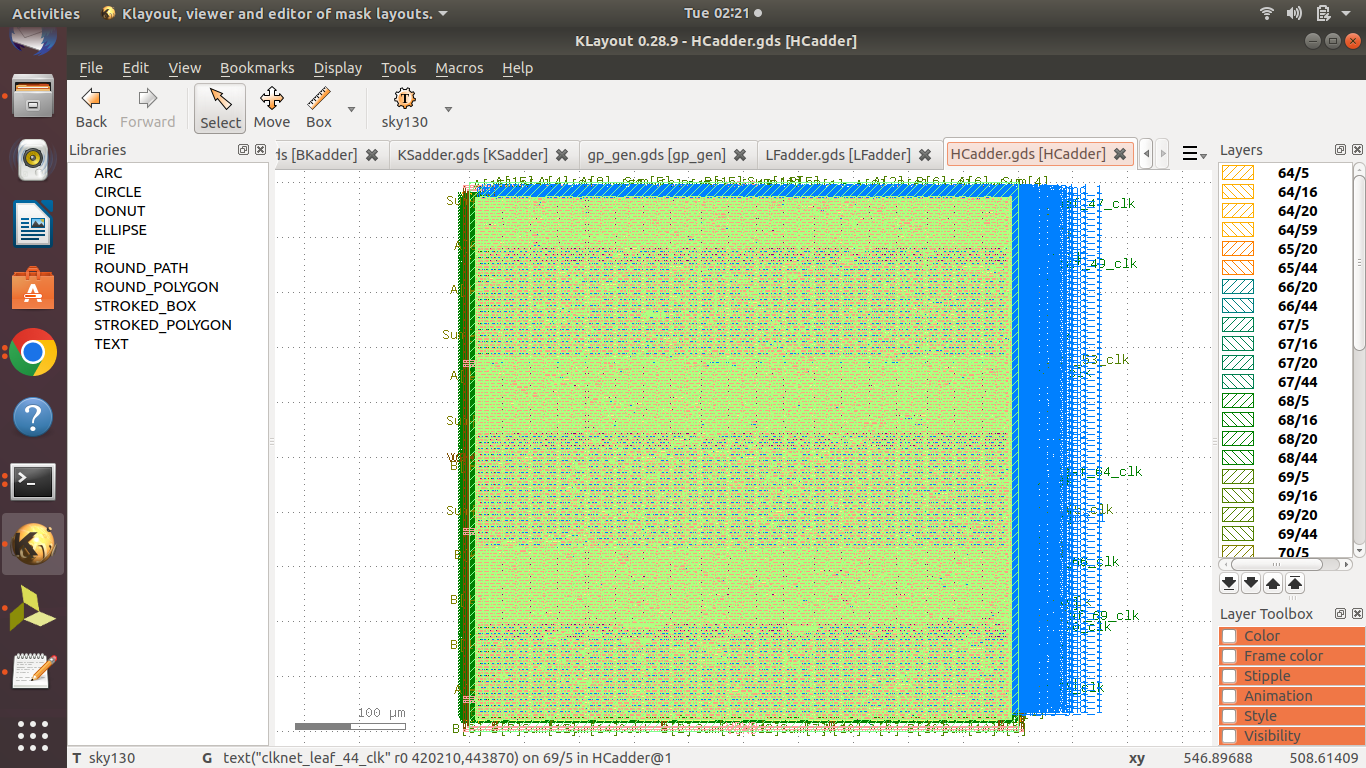 Activities Klayout, viewer and editor of mask layouts. Tue 02:21
KLayout 0.28.9 - HCadder.gds [HCadder]
File Edit View Bookmarks Display Tools Macros Help
Back Forward Select Move Box sky130
Libraries
ds [BKadder] KSadder.gds [KSadder] gp_gen.gds [gp_gen] LFadder.gds [LFadder] HCadder.gds [HCadder]
Layers
ARC
CIRCLE
DONUT
ELLIPSE
PIE
ROUND_PATH
ROUND_POLYGON
STROKED_BOX
STROKED_POLYGON
TEXT
47_clk
49_clk
53_clk
64_clk
_clk
69_clk
_clk
100 µm
64/5
64/16
64/20
64/59
65/20
65/44
66/20
66/44
67/5
67/16
67/20
67/44
68/5
68/16
68/20
68/44
69/5
69/16
69/20
69/44
70/5
Layer Toolbox
Color
Frame color
Stipple
Animation
Style
Visibility
T sky130 G text("clknet_leaf_44_clk" r0 420210,443870) on 69/5 in HCadder@1 xy 546.89688 508.61409